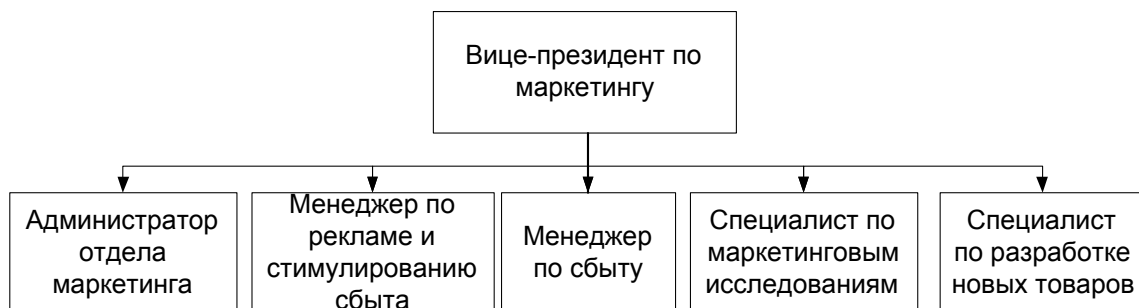 Вице-президент по
маркетингу
Администратор
отдела
маркетинга
Менеджер по
рекламе и
стимулированию
сбыта
Менеджер
по сбыту
Специалист по
маркетинговым
исследованиям
Специалист
по разработке
новых товаров